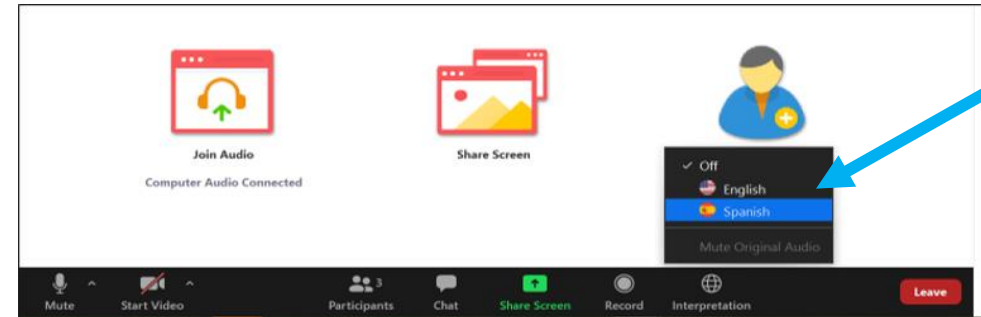 Join Audio
Computer Audio Connected
Share Screen
✓ Off
English
Spanish
Mute Original Audio
Mute
Start Video
Participants
3
Chat
Share Screen
Record
Interpretation
Leave